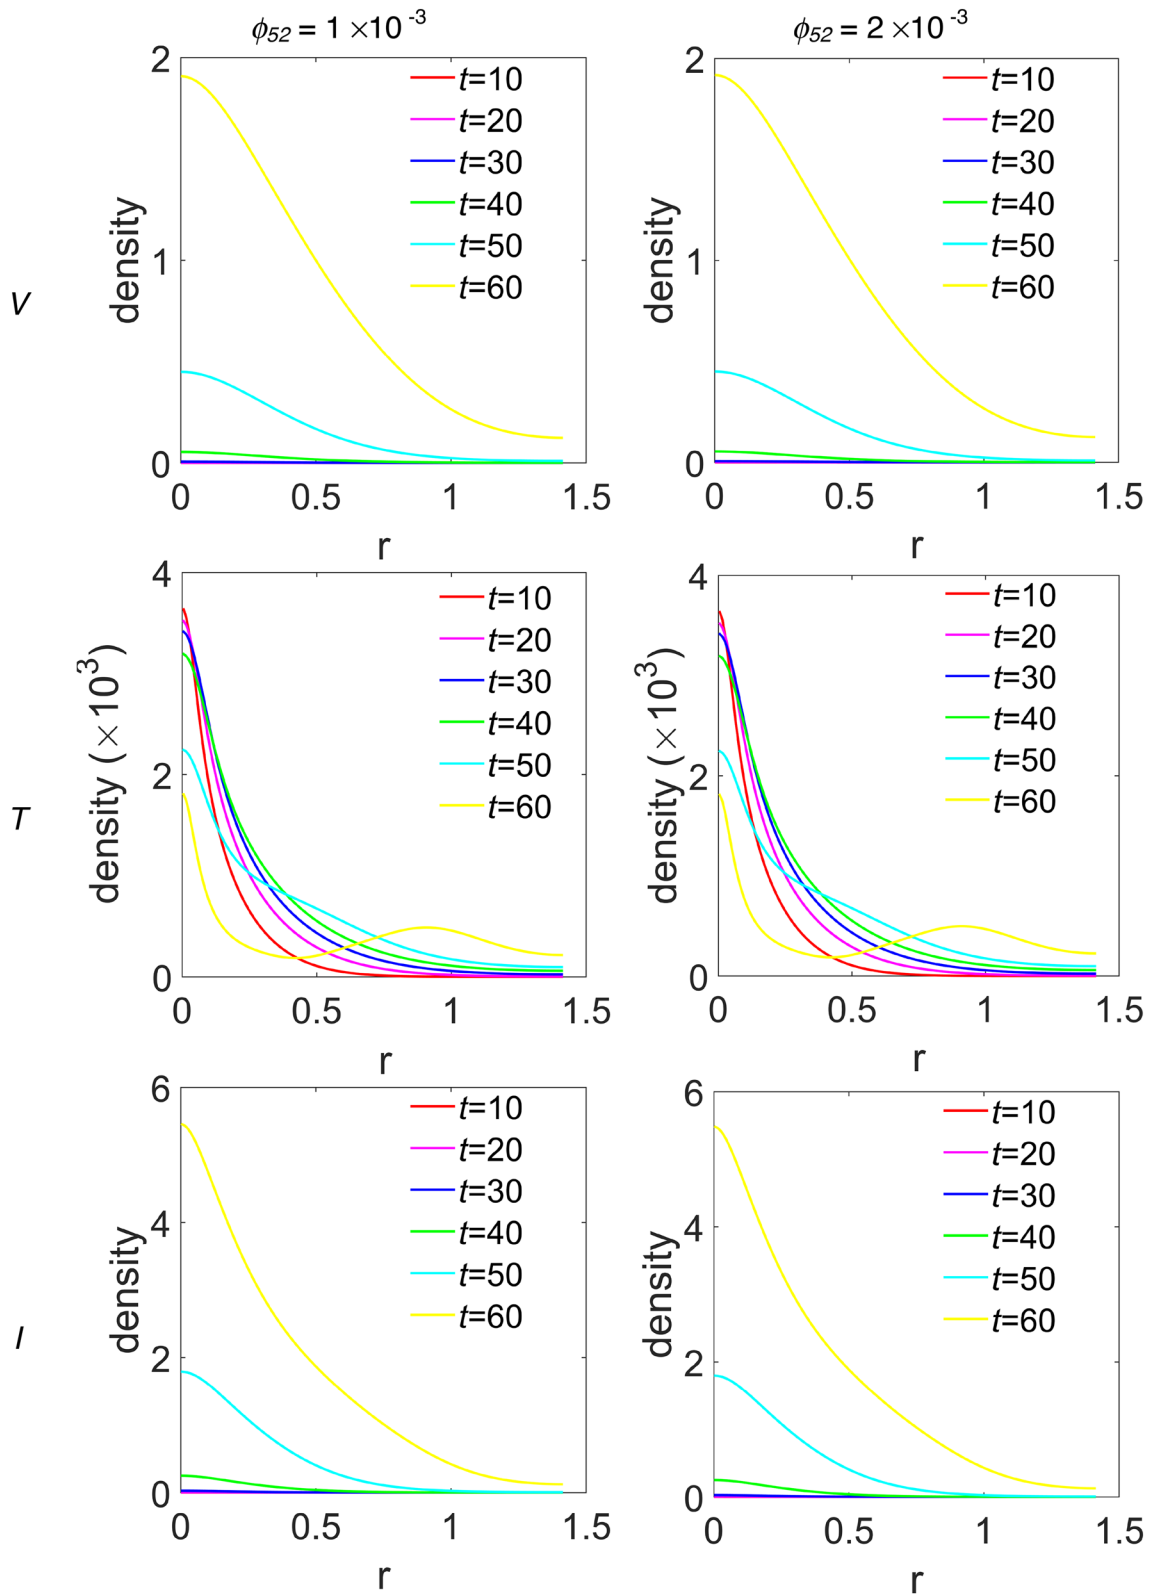 ϕ52 = 1 ×10 -3
ϕ52 = 2 ×10 -3
V
density
2
1
0
0
0.5
1
1.5
r
t=10
t=20
t=30
t=40
t=50
t=60
density
2
1
0
0
0.5
1
1.5
r
t=10
t=20
t=30
t=40
t=50
t=60
T
density (×10³)
4
2
0
0
0.5
1
1.5
r
t=10
t=20
t=30
t=40
t=50
t=60
density (×10³)
4
2
0
0
0.5
1
1.5
r
t=10
t=20
t=30
t=40
t=50
t=60
I
density
6
4
2
0
0
0.5
1
1.5
r
t=10
t=20
t=30
t=40
t=50
t=60
density
6
4
2
0
0
0.5
1
1.5
r
t=10
t=20
t=30
t=40
t=50
t=60